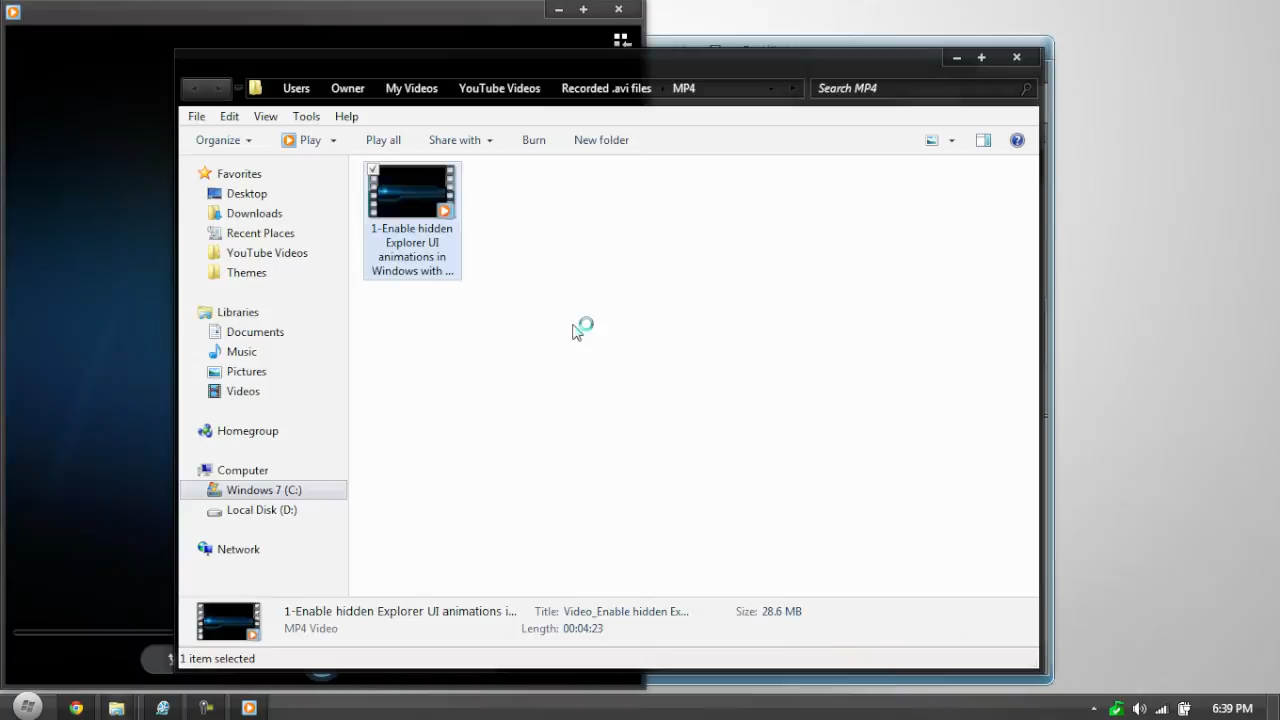 Users Owner My Videos YouTube Videos Recorded .avi files MP4 Search MP4
File Edit View Tools Help
Organize Play Play all Share with Burn New folder
Favorites
Desktop
Downloads
Recent Places
YouTube Videos
Themes
Libraries
Documents
Music
Pictures
Videos
Homegroup
Computer
Windows 7 (C:)
Local Disk (D:)
Network
1-Enable hidden
Explorer UI
animations in
Windows with ...
1-Enable hidden Explorer UI animations i... Title: Video_Enable hidden Ex... Size: 28.6 MB
MP4 Video Length: 00:04:23
1 item selected
6:39 PM